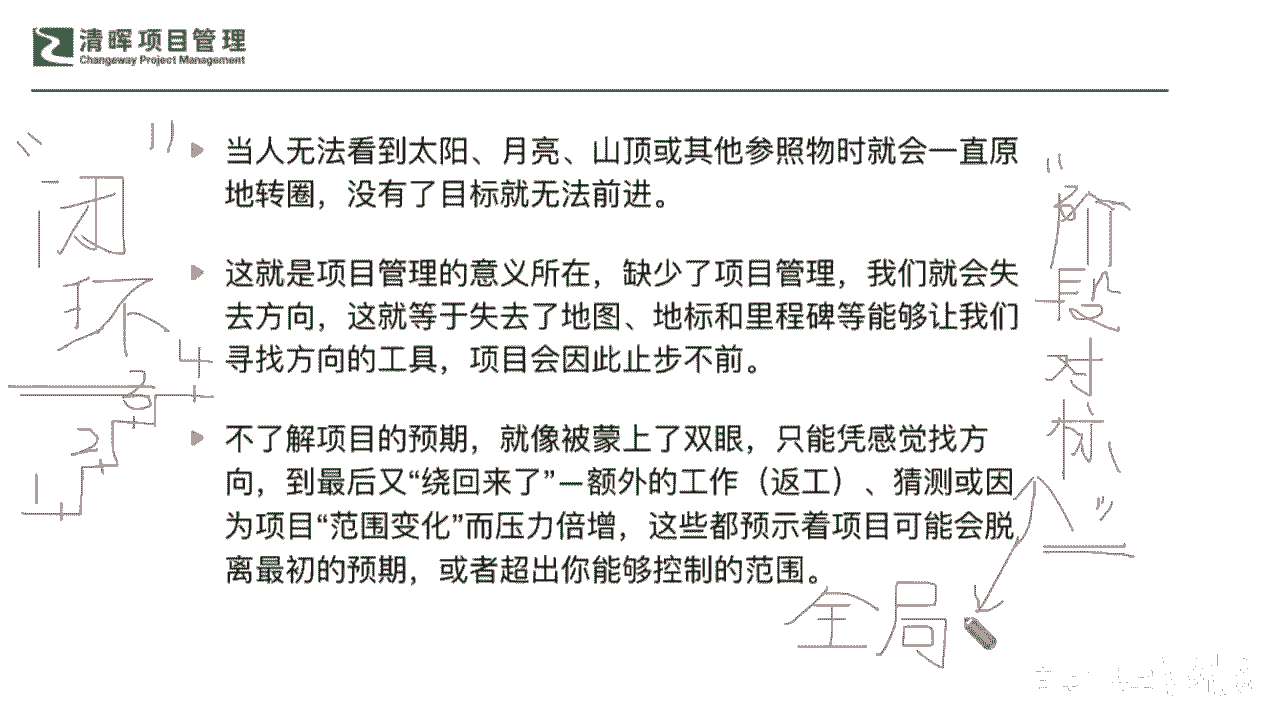 清晖项目管理
Changeway Project Management
当人无法看到太阳、月亮、山顶或其他参照物时就会一直原
地转圈，没有了目标就无法前进。
这就是项目管理的意义所在，缺少了项目管理，我们就会失
去方向，这就等于失去了地图、地标和里程碑等能够让我们
寻找方向的工具，项目会因此止步不前。
不了解项目的预期，就像被蒙上了双眼，只能凭感觉找方
向，到最后又“绕回来了”—额外的工作（返工）、猜测或因
为项目“范围变化”而压力倍增，这些都预示着项目可能会脱
离最初的预期，或者超出你能够控制的范围。
“闭环”
1
2
3
4
“阶段对标”
全局